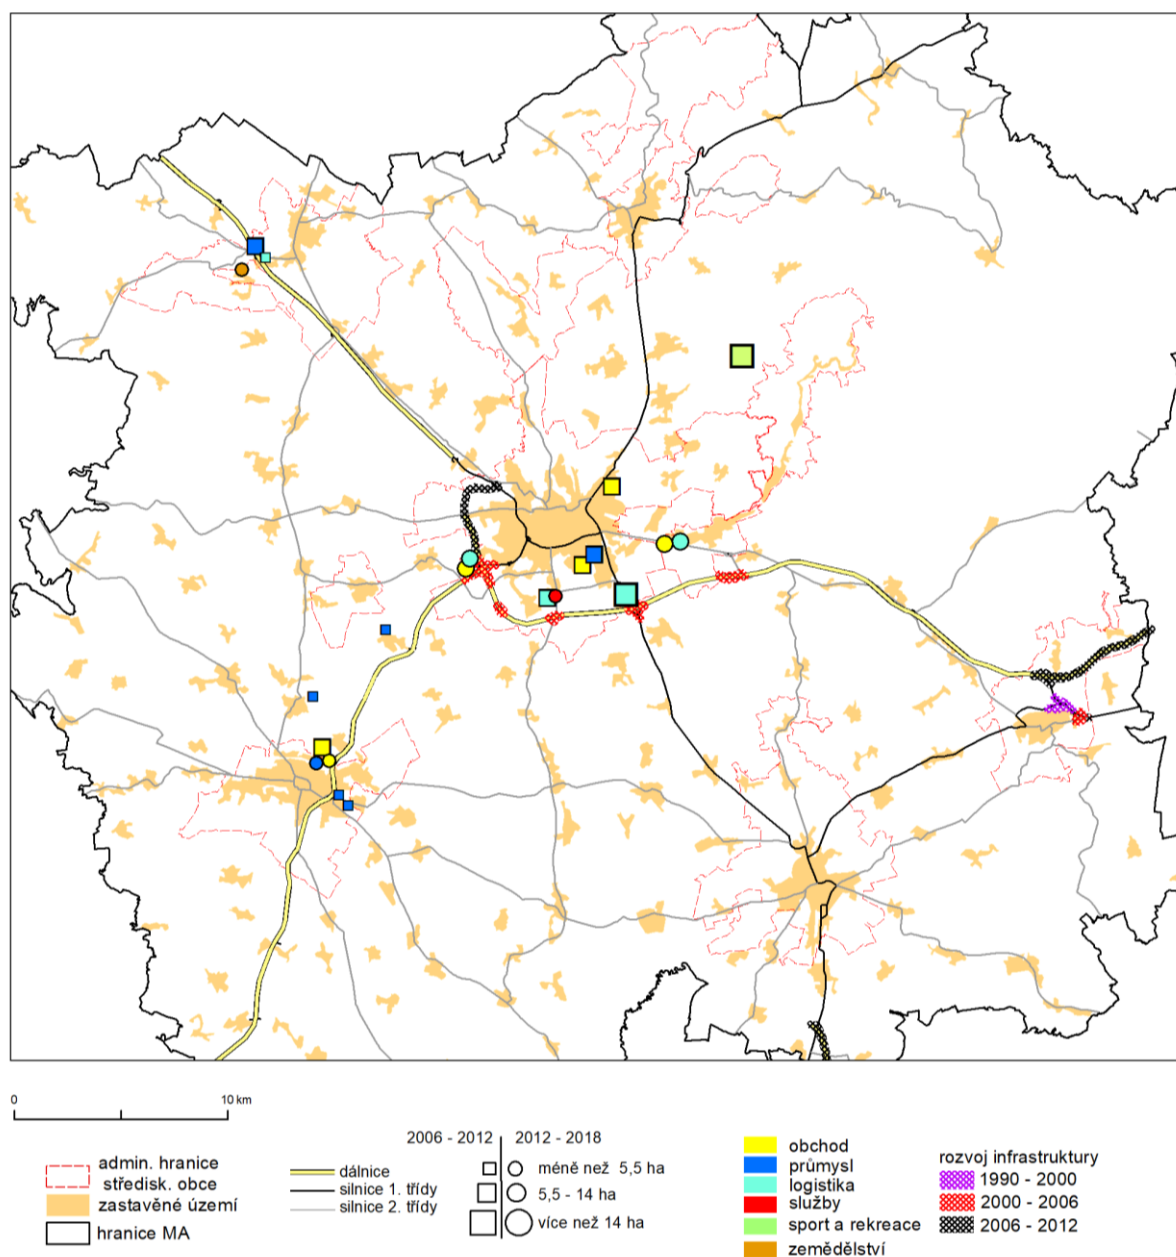 0 10 km
2006 - 2012 2012 - 2018
admin. hranice
středisk. obce
zastavěné území
hranice MA
dálnice
silnice 1. třídy
silnice 2. třídy
méně než 5,5 ha
5,5 - 14 ha
více než 14 ha
obchod
průmysl
logistika
služby
sport a rekreace
zemědělství
rozvoj infrastruktury
1990 - 2000
2000 - 2006
2006 - 2012